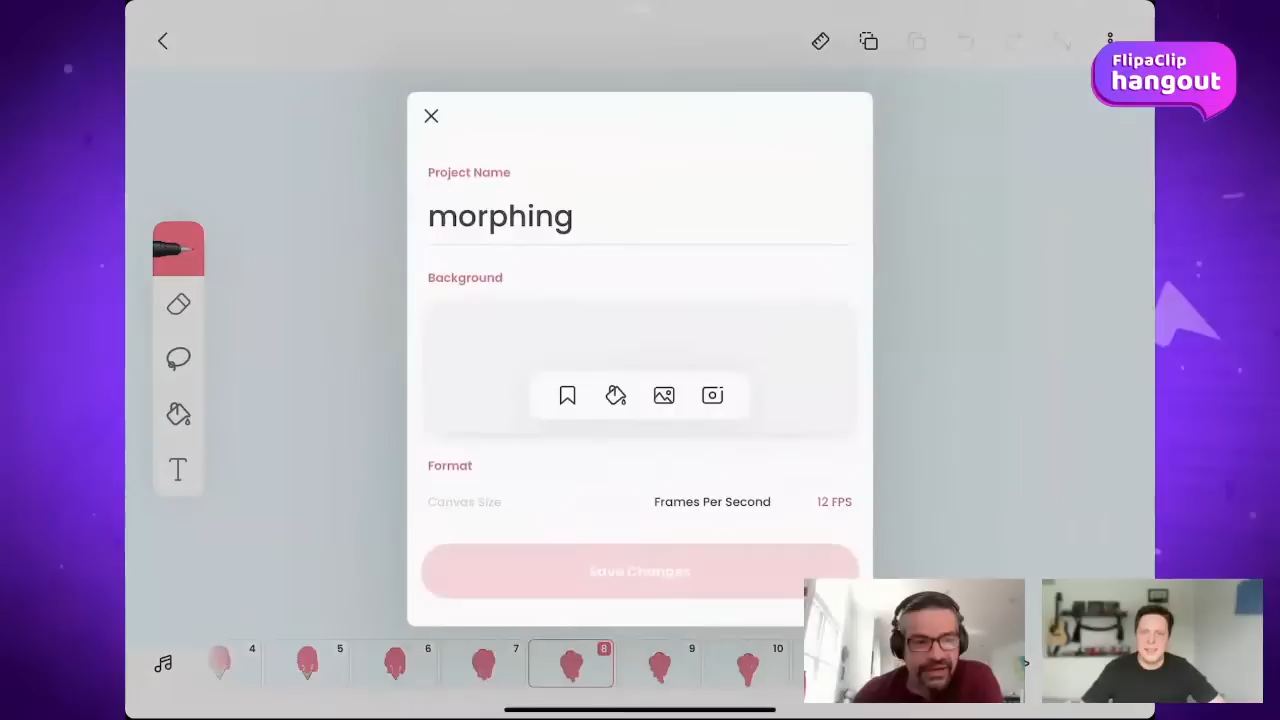 FlipaClip
hangout
Project Name
morphing
Background
Format
Canvas Size
Frames Per Second
12 FPS
Save Changes
T
4
5
6
7
8
9
10